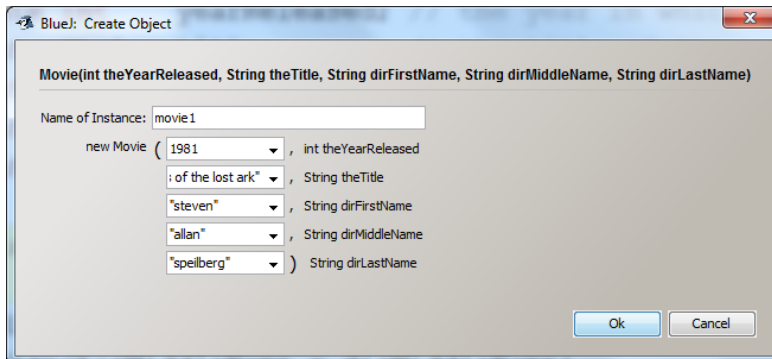 BlueJ: Create Object
Movie(int theYearReleased, String theTitle, String dirFirstName, String dirMiddleName, String dirLastName)
Name of Instance: movie1
new Movie ( 1981 , int theYearReleased
of the lost ark" , String theTitle
"steven" , String dirFirstName
"allan" , String dirMiddleName
"speilberg" ) String dirLastName
Ok Cancel